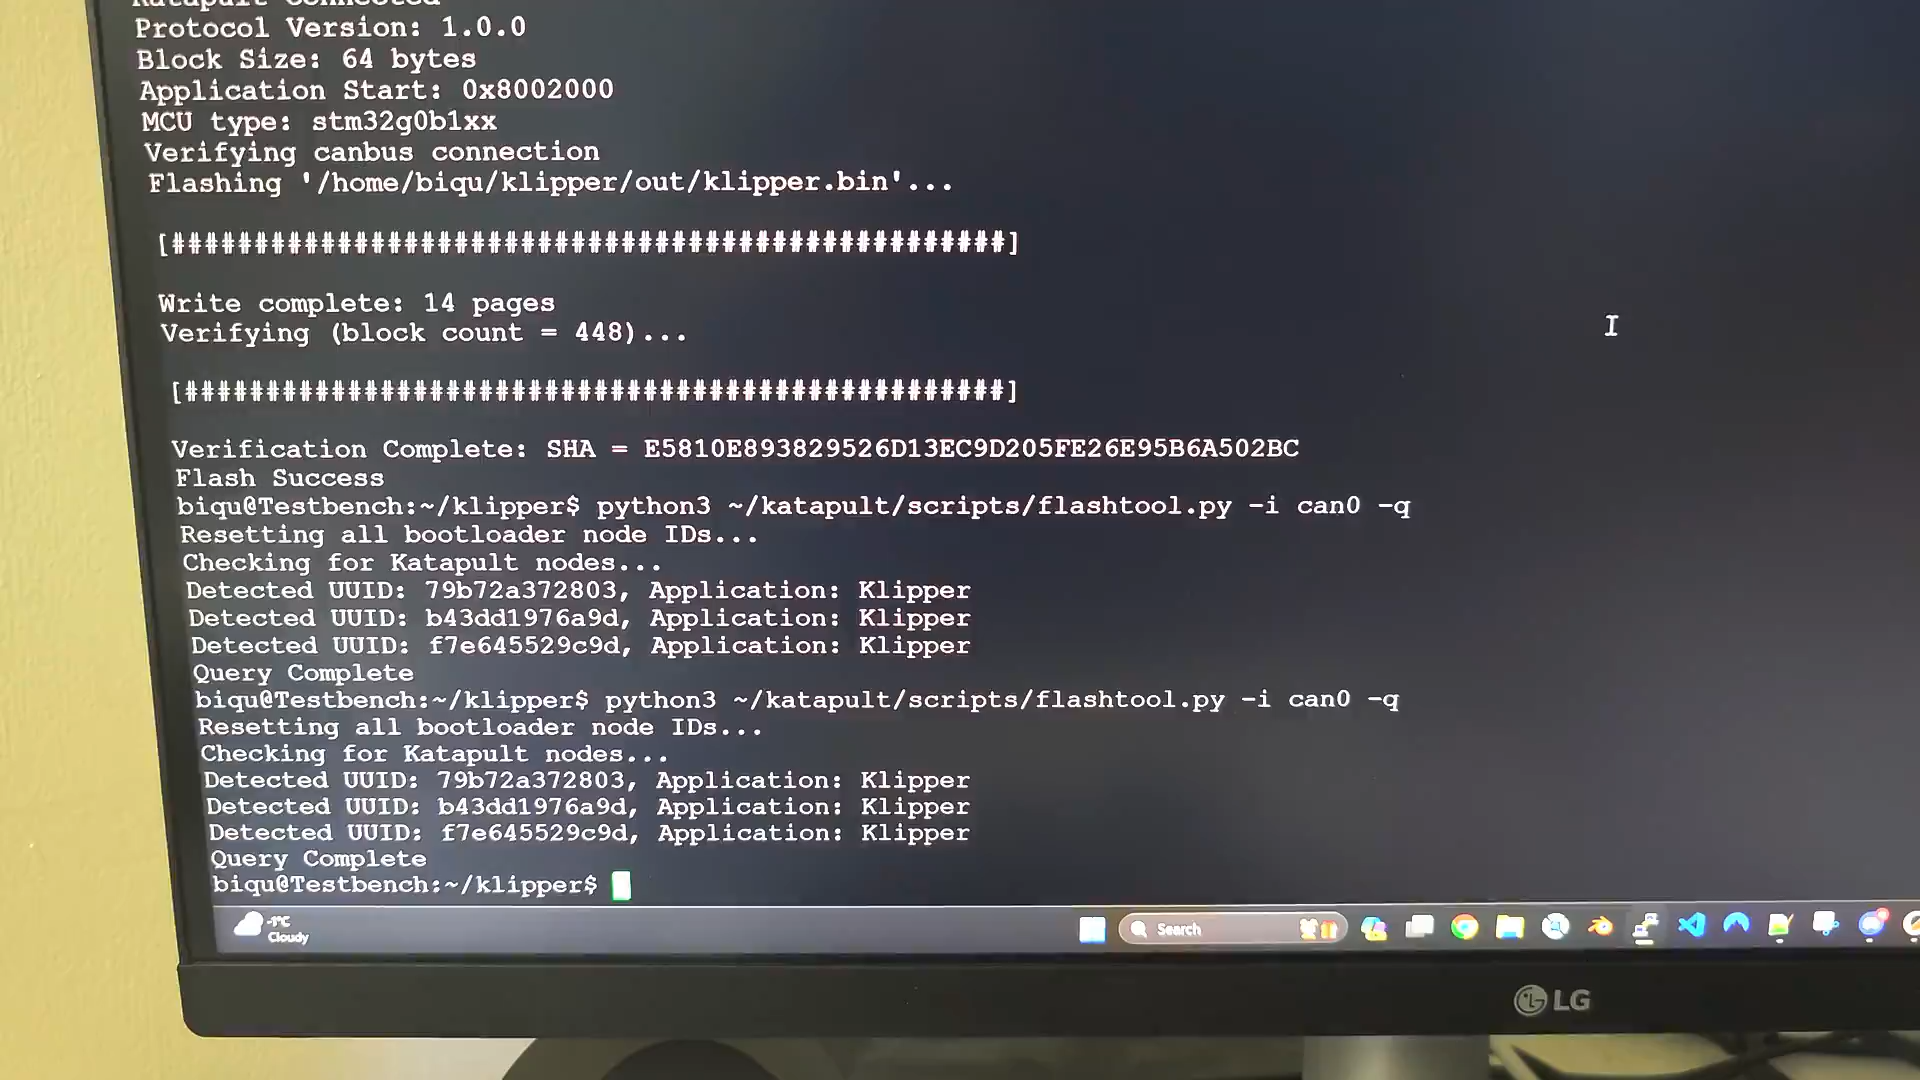 Katapult Connected
Protocol Version: 1.0.0
Block Size: 64 bytes
Application Start: 0x8002000
MCU type: stm32g0b1xx
Verifying canbus connection
Flashing '/home/biqu/klipper/out/klipper.bin'...
[##################################################]
Write complete: 14 pages
Verifying (block count = 448)...
[##################################################]
Verification Complete: SHA = E5810E893829526D13EC9D205FE26E95B6A502BC
Flash Success
biqu@Testbench:~/klipper$ python3 ~/katapult/scripts/flashtool.py -i can0 -q
Resetting all bootloader node IDs...
Checking for Katapult nodes...
Detected UUID: 79b72a372803, Application: Klipper
Detected UUID: b43dd1976a9d, Application: Klipper
Detected UUID: f7e645529c9d, Application: Klipper
Query Complete
biqu@Testbench:~/klipper$ python3 ~/katapult/scripts/flashtool.py -i can0 -q
Resetting all bootloader node IDs...
Checking for Katapult nodes...
Detected UUID: 79b72a372803, Application: Klipper
Detected UUID: b43dd1976a9d, Application: Klipper
Detected UUID: f7e645529c9d, Application: Klipper
Query Complete
biqu@Testbench:~/klipper$
-1°C
Cloudy
Search
LG